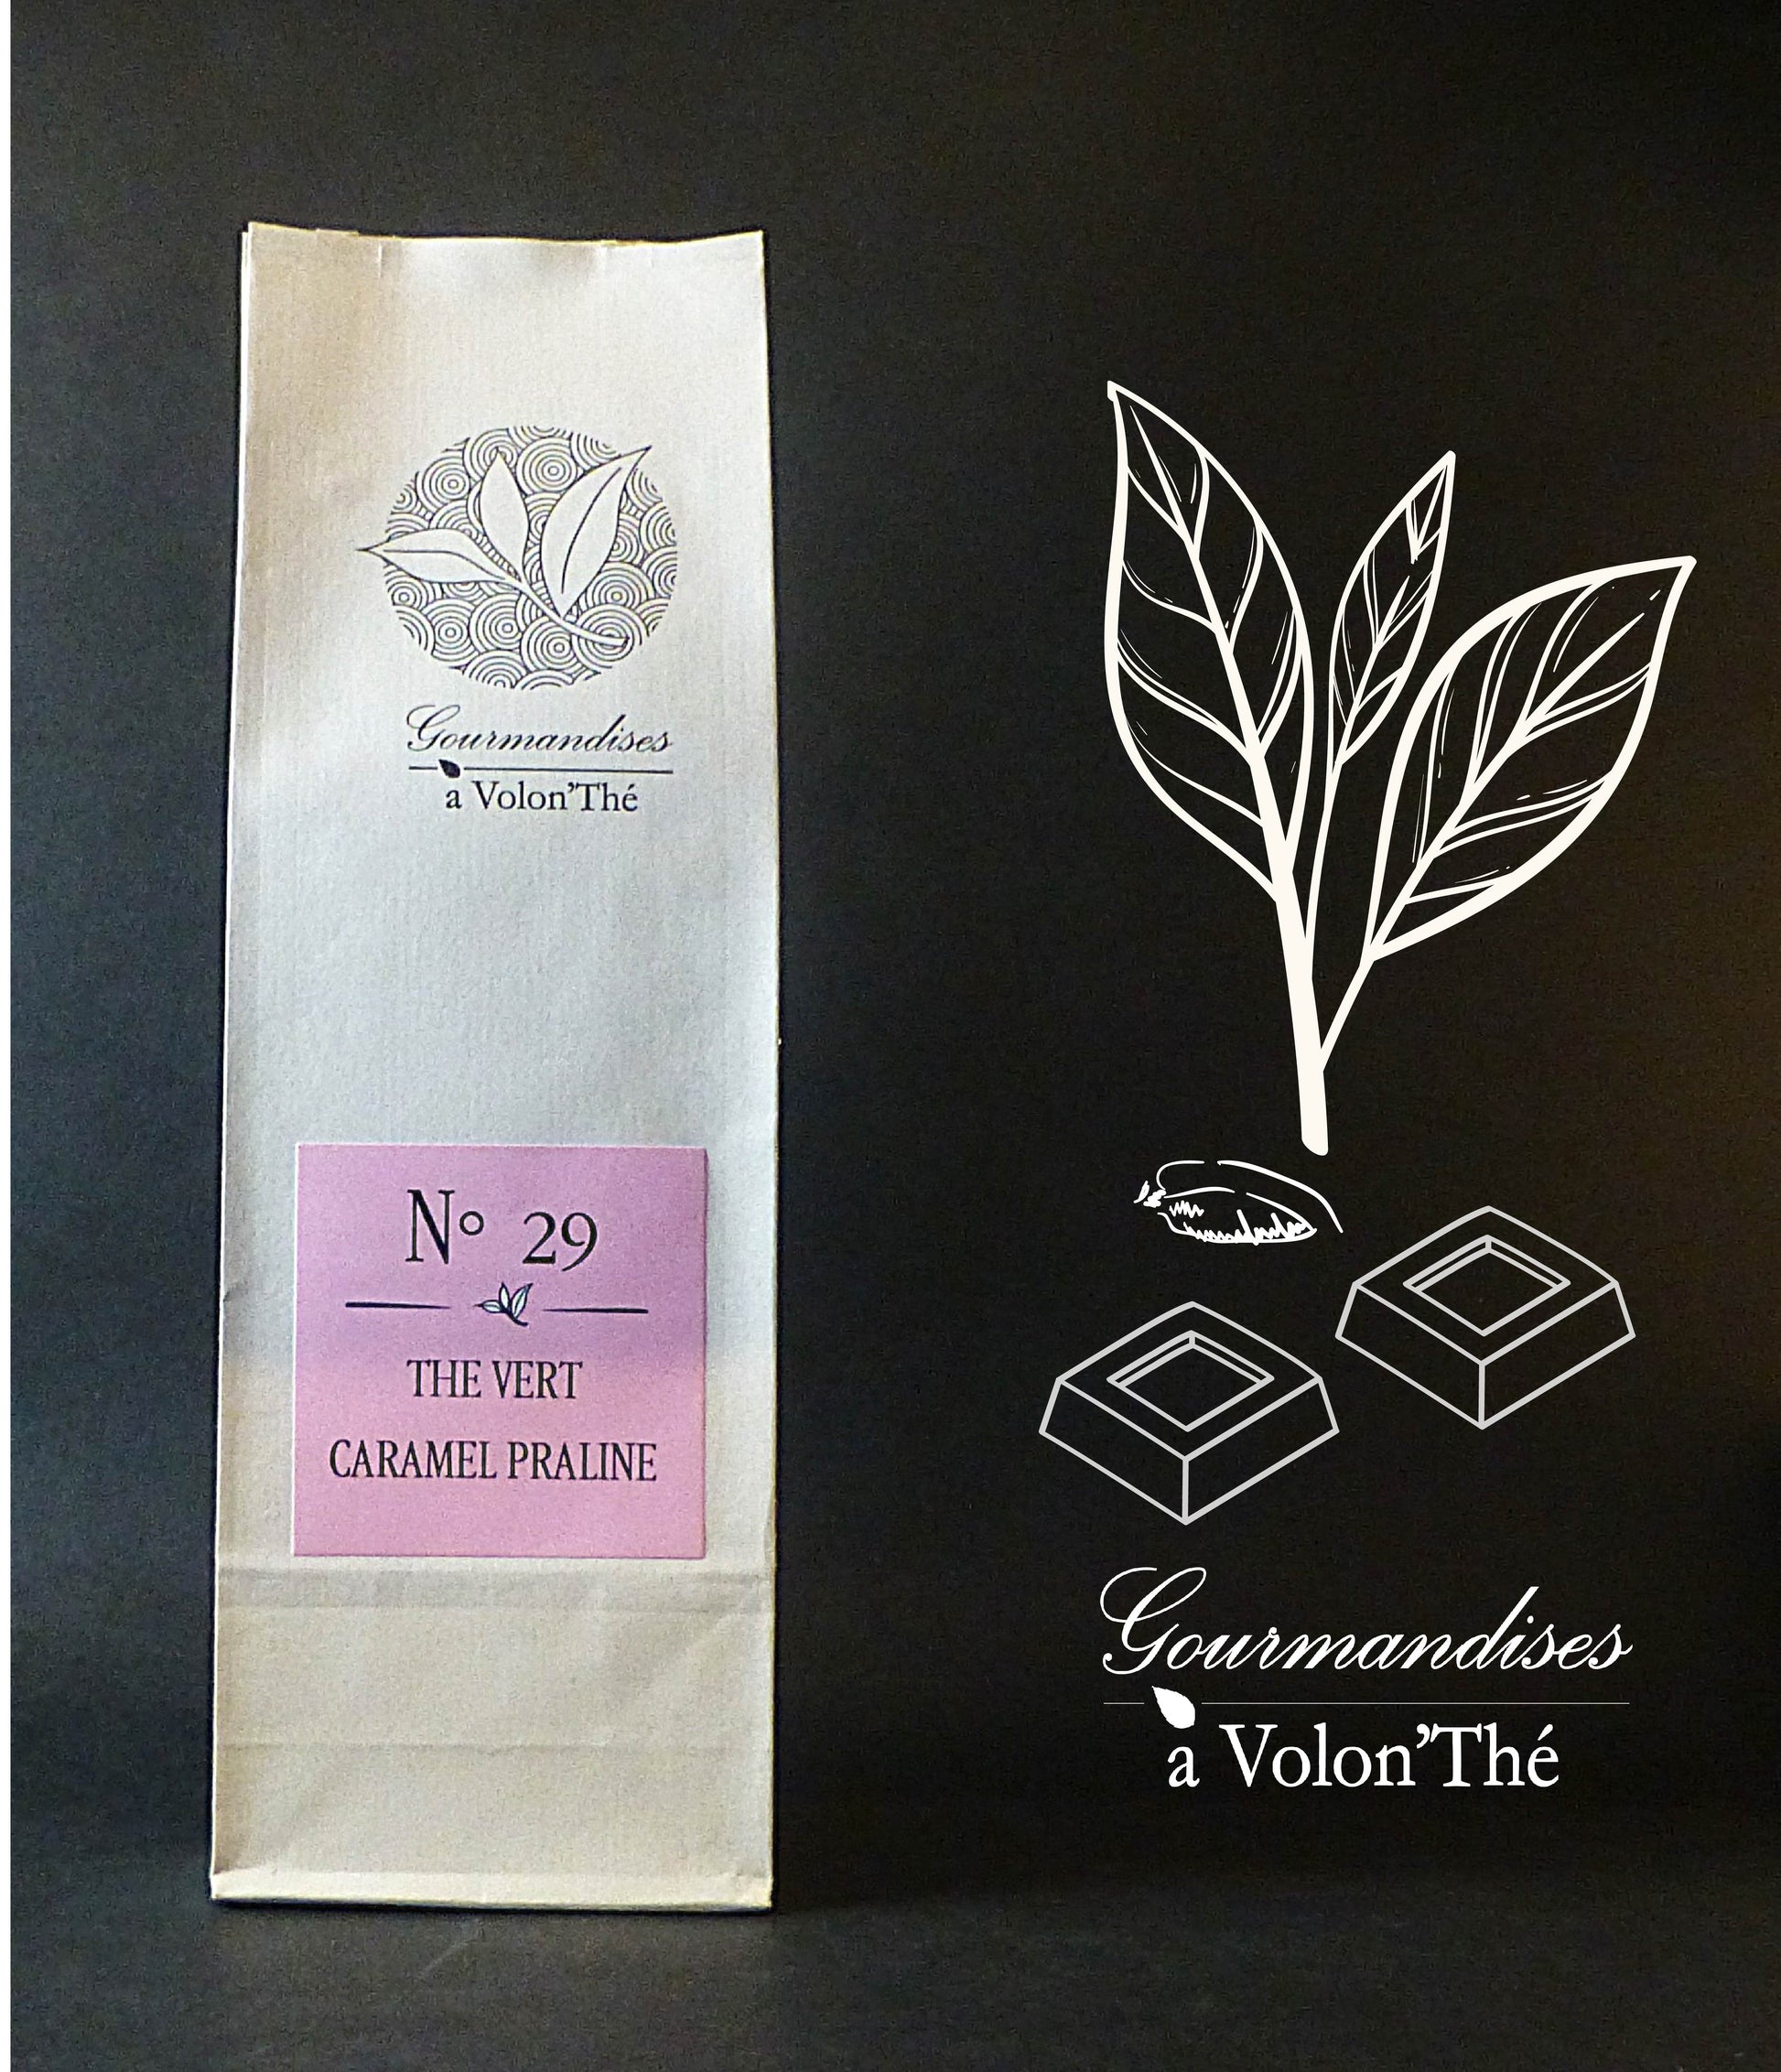 Gourmandises
a Volon'Thé
N° 29
THE VERT
CARAMEL PRALINE
Gourmandises
a Volon'Thé